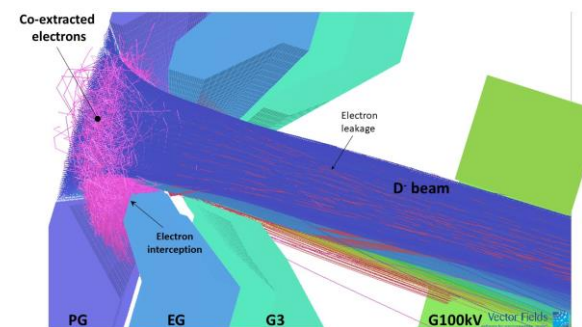 Co-extracted
electrons
Electron
leakage
D- beam
Electron
interception
PG
EG
G3
G100kV
Vector Fields